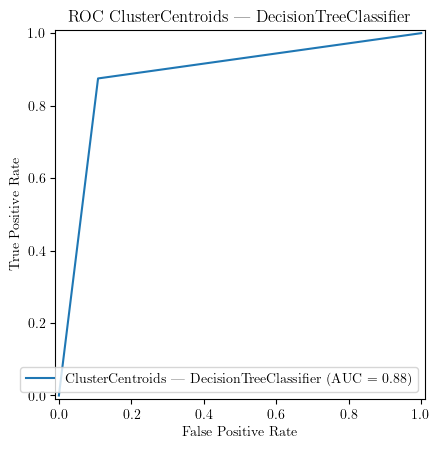 ROC ClusterCentroids — DecisionTreeClassifier
1.0
0.8
0.6
0.4
0.2
0.0
True Positive Rate
ClusterCentroids — DecisionTreeClassifier (AUC = 0.88)
0.0 0.2 0.4 0.6 0.8 1.0
False Positive Rate